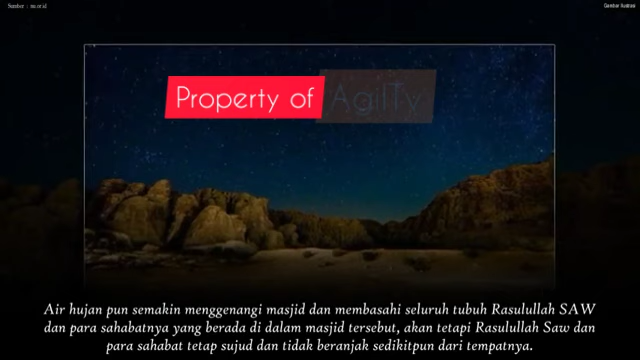 Sumber : nu.or.id
Gambar Ilustrasi
Property of AgilTy
Air hujan pun semakin menggenangi masjid dan membasahi seluruh tubuh Rasulullah SAW
dan para sahabatnya yang berada di dalam masjid tersebut, akan tetapi Rasulullah Saw dan
para sahabat tetap sujud dan tidak beranjak sedikitpun dari tempatnya.